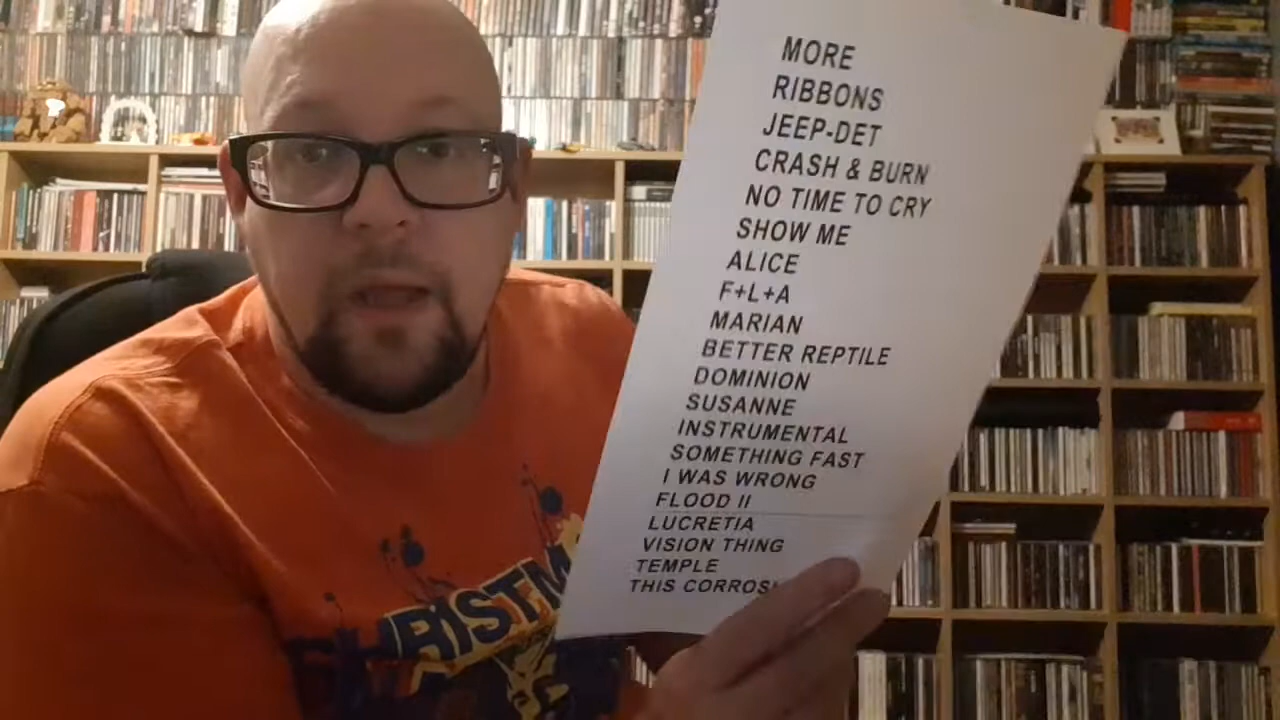 MORE
RIBBONS
JEEP-DET
CRASH & BURN
NO TIME TO CRY
SHOW ME
ALICE
F+L+A
MARIAN
BETTER REPTILE
DOMINION
SUSANNE
INSTRUMENTAL
SOMETHING FAST
I WAS WRONG
FLOOD II
LUCRETIA
VISION THING
TEMPLE
THIS